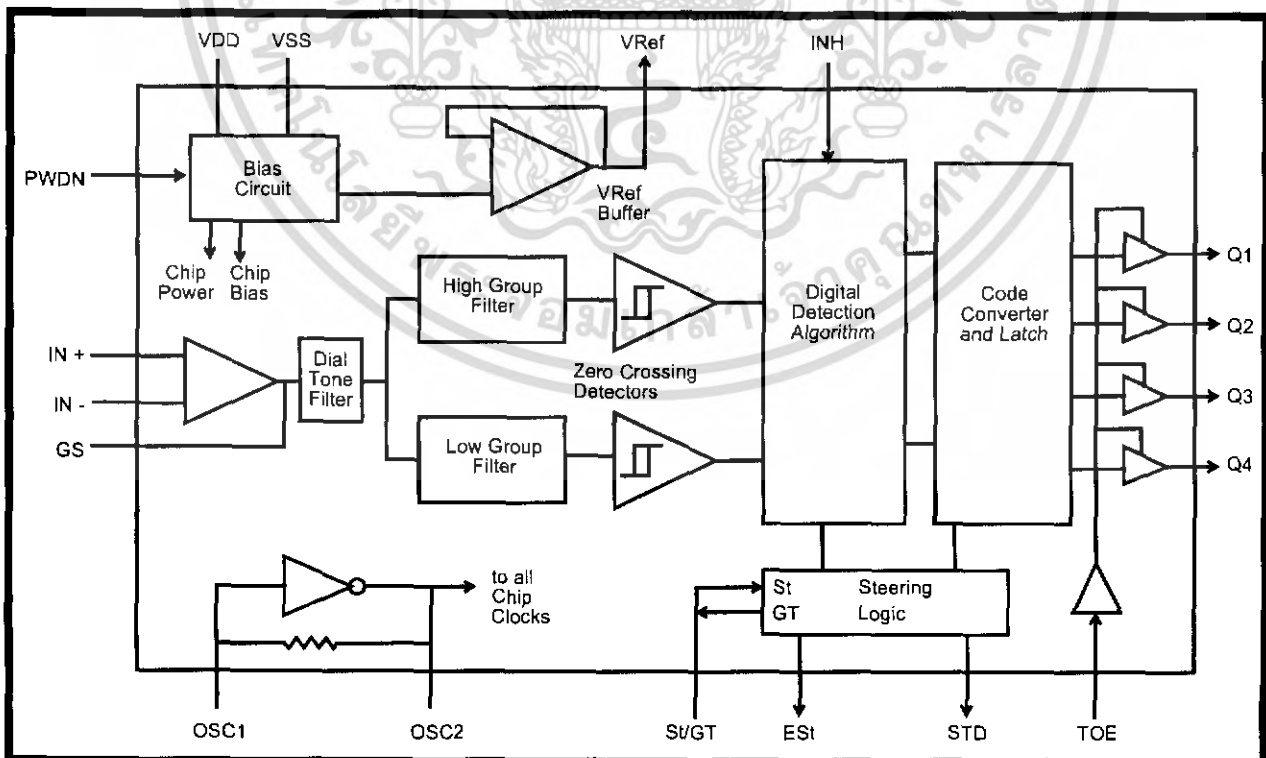 VDD
VSS
VRef
INH
PWDN
Bias
Circuit
VRef
Buffer
Chip
Power
Chip
Bias
High Group
Filter
Digital
Detection
Algorithm
Code
Converter
and Latch
Q1
Q2
Q3
Q4
IN +
IN -
GS
Dial
Tone
Filter
Zero Crossing
Detectors
Low Group
Filter
to all
Chip
Clocks
St
Steering
GT
Logic
OSC1
OSC2
St/GT
ESt
STD
TOE